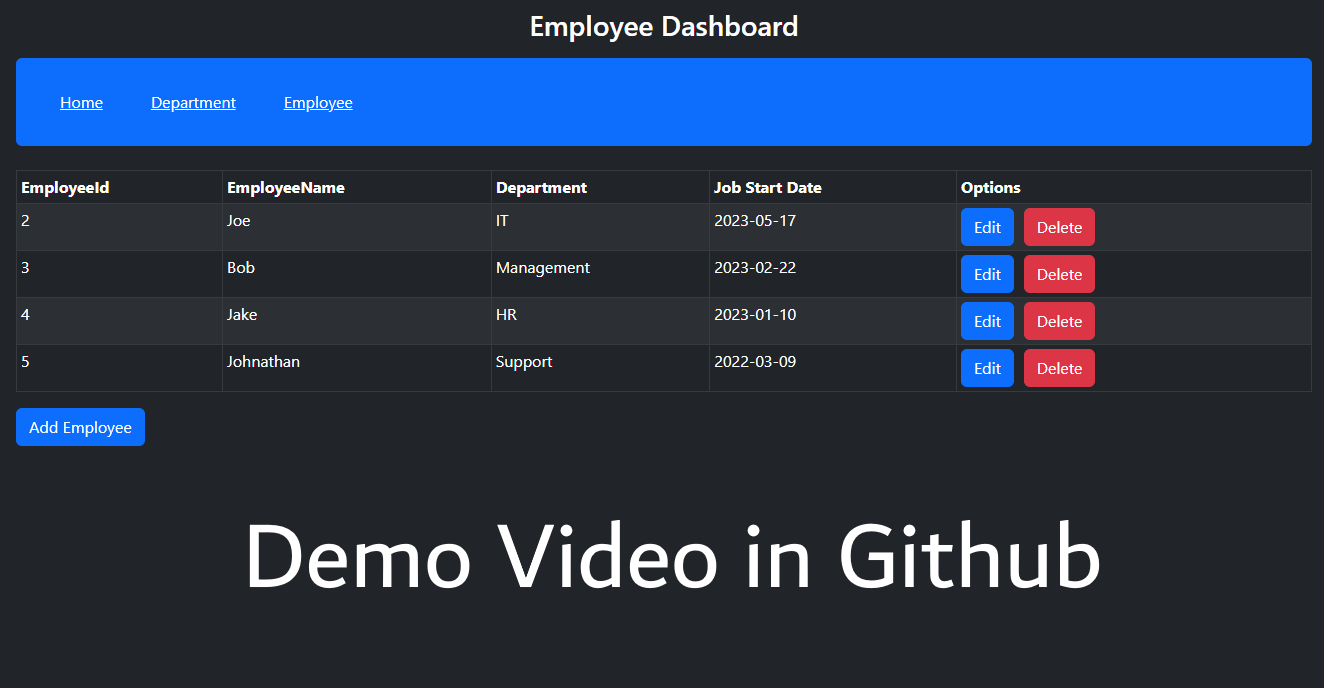 Employee Dashboard
Home Department Employee
EmployeeId EmployeeName Department Job Start Date Options
2 Joe IT 2023-05-17 Edit Delete
3 Bob Management 2023-02-22 Edit Delete
4 Jake HR 2023-01-10 Edit Delete
5 Johnathan Support 2022-03-09 Edit Delete
Add Employee
Demo Video in Github